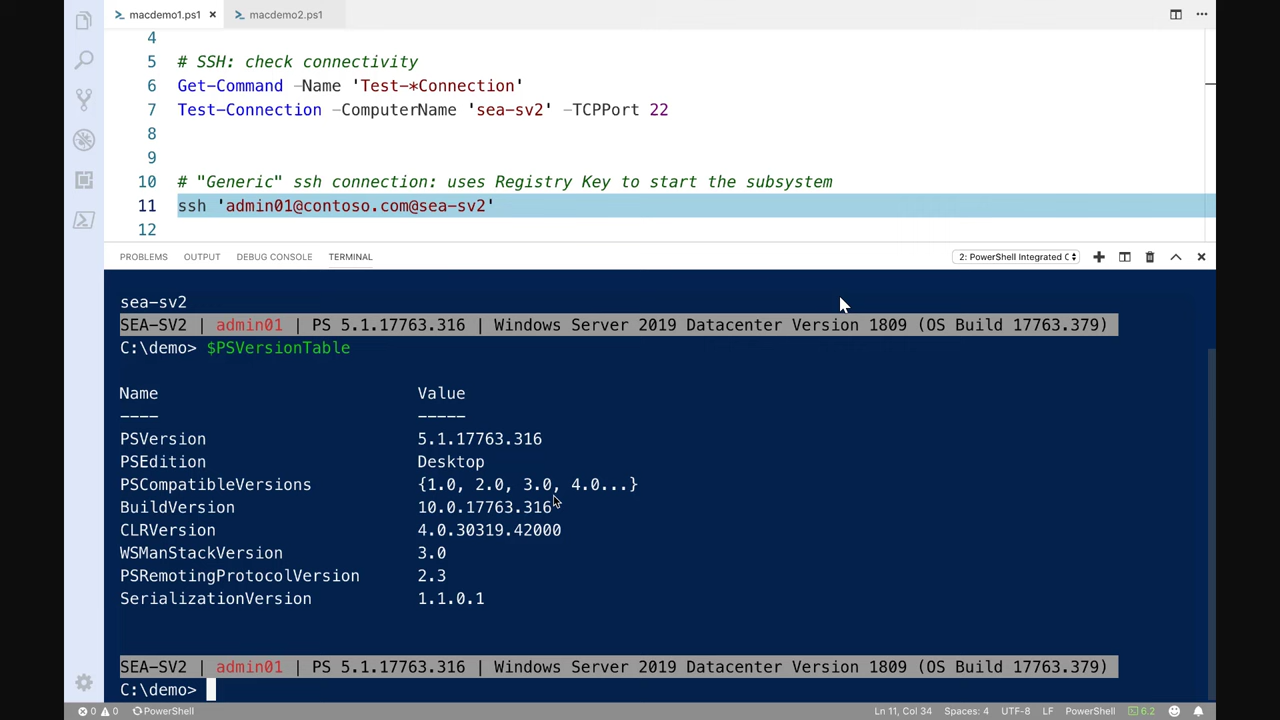 macdemo1.ps1 × macdemo2.ps1 ...
4
5 # SSH: check connectivity
6 Get-Command –Name 'Test-*Connection'
7 Test-Connection –ComputerName 'sea-sv2' –TCPPort 22
8
9
10 # "Generic" ssh connection: uses Registry Key to start the subsystem
11 ssh 'admin01@contoso.com@sea-sv2'
12
PROBLEMS OUTPUT DEBUG CONSOLE TERMINAL 2: PowerShell Integrated C
sea-sv2
SEA-SV2 | admin01 | PS 5.1.17763.316 | Windows Server 2019 Datacenter Version 1809 (OS Build 17763.379)
C:\demo> $PSVersionTable
Name Value
---- -----
PSVersion 5.1.17763.316
PSEdition Desktop
PSCompatibleVersions {1.0, 2.0, 3.0, 4.0...}
BuildVersion 10.0.17763.316
CLRVersion 4.0.30319.42000
WSManStackVersion 3.0
PSRemotingProtocolVersion 2.3
SerializationVersion 1.1.0.1
SEA-SV2 | admin01 | PS 5.1.17763.316 | Windows Server 2019 Datacenter Version 1809 (OS Build 17763.379)
C:\demo>
0 0 PowerShell Ln 11, Col 34 Spaces: 4 UTF-8 LF PowerShell 6.2